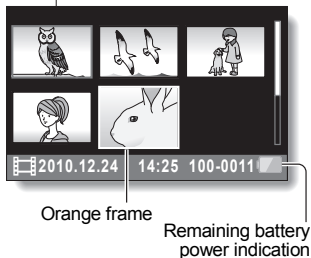 2010.12.24 14:25 100-0011
Orange frame
Remaining battery
power indication